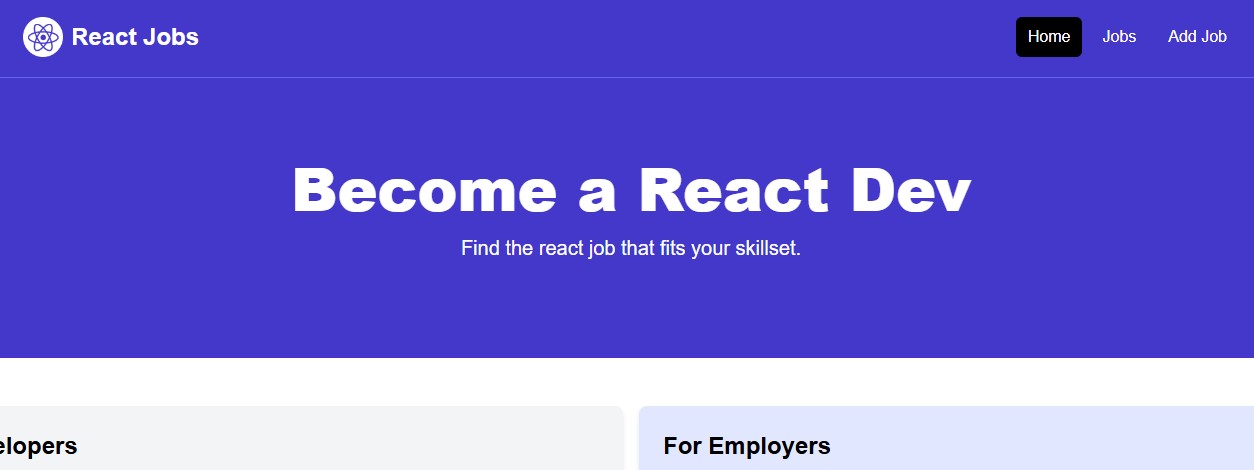 React Jobs
Home Jobs Add Job
Become a React Dev
Find the react job that fits your skillset.
elopers
For Employers